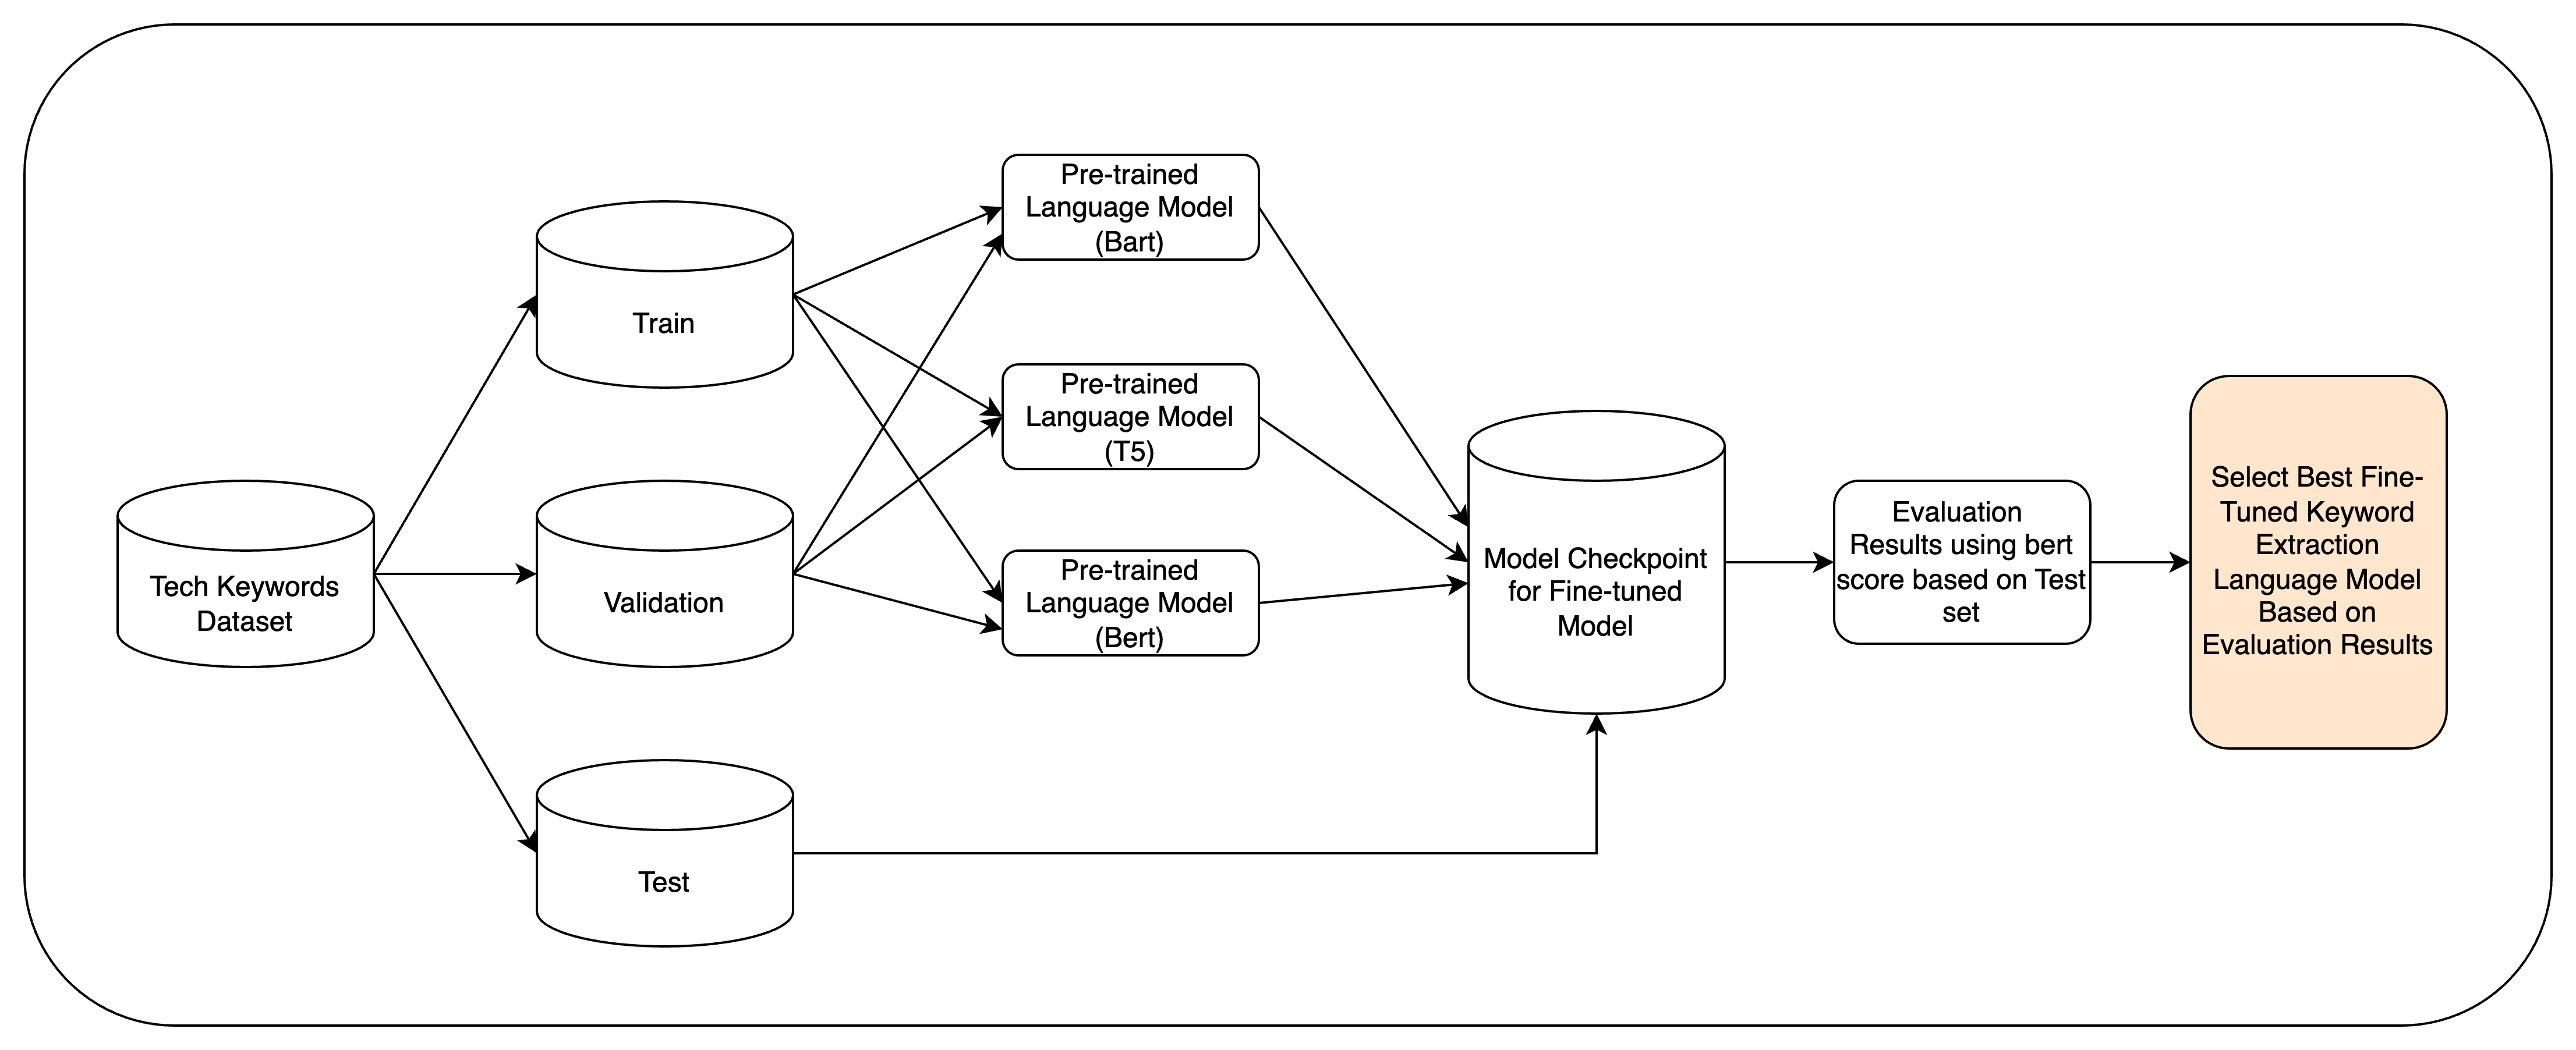 Tech Keywords
Dataset
Train
Validation
Test
Pre-trained
Language Model
(Bart)
Pre-trained
Language Model
(T5)
Pre-trained
Language Model
(Bert)
Model Checkpoint
for Fine-tuned
Model
Evaluation
Results using bert
score based on Test
set
Select Best Fine-
Tuned Keyword
Extraction
Language Model
Based on
Evaluation Results